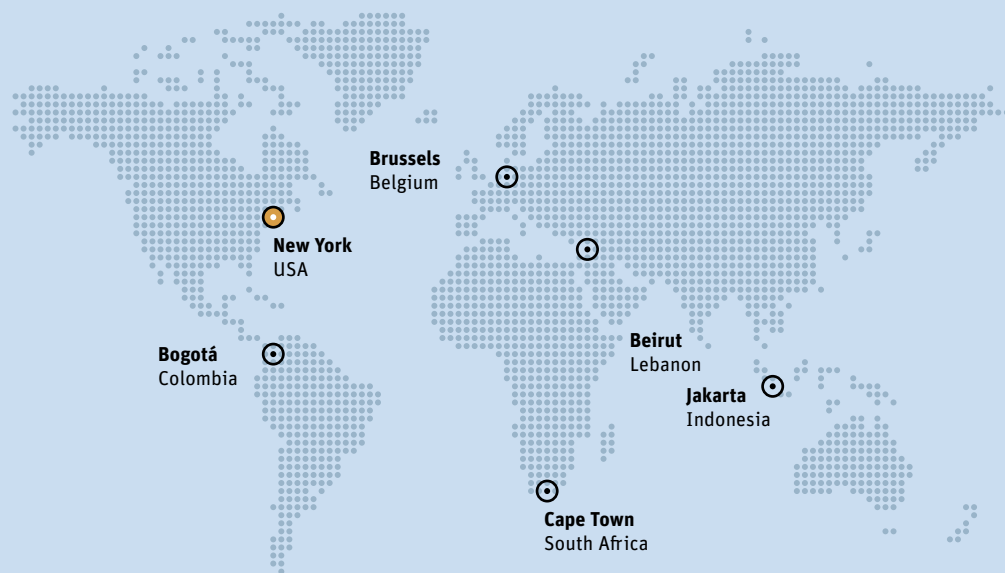 Brussels
Belgium
New York
USA
Bogotá
Colombia
Beirut
Lebanon
Jakarta
Indonesia
Cape Town
South Africa